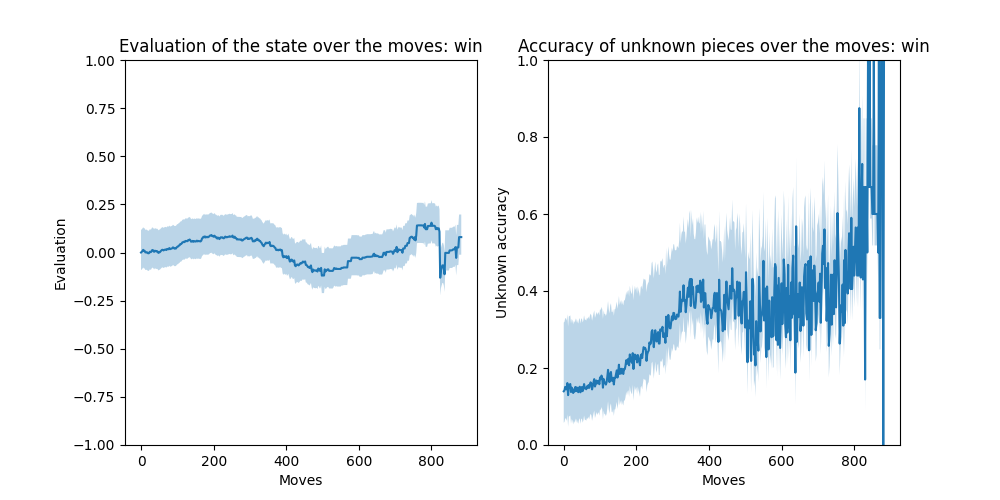 Evaluation of the state over the moves: win
1.00
0.75
0.50
0.25
0.00
−0.25
−0.50
−0.75
−1.00
Evaluation
0 200 400 600 800
Moves
Accuracy of unknown pieces over the moves: win
1.0
0.8
0.6
0.4
0.2
0.0
Unknown accuracy
0 200 400 600 800
Moves